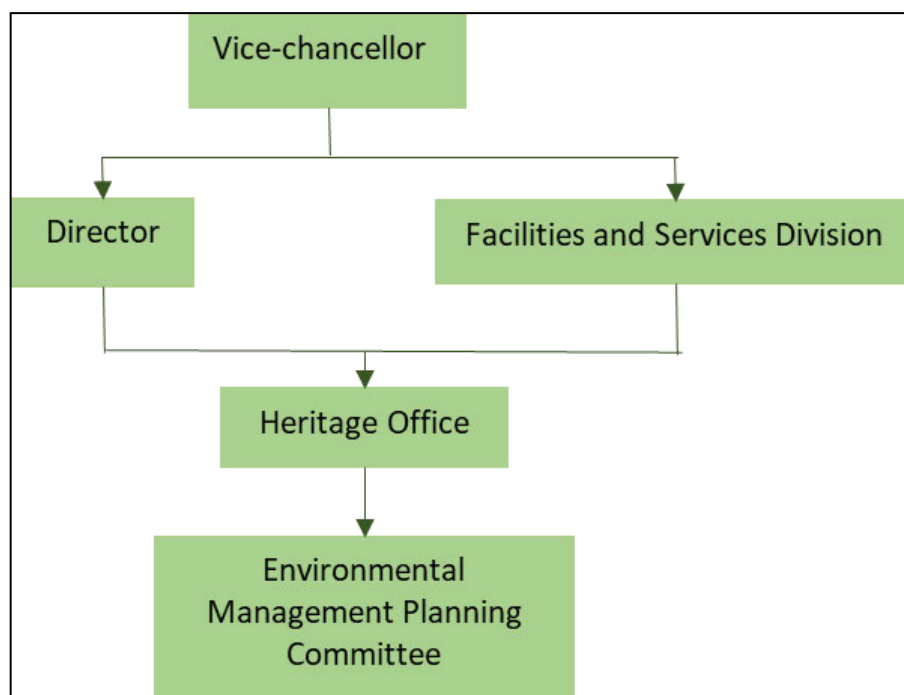 Vice-chancellor
Director
Facilities and Services Division
Heritage Office
Environmental
Management Planning
Committee